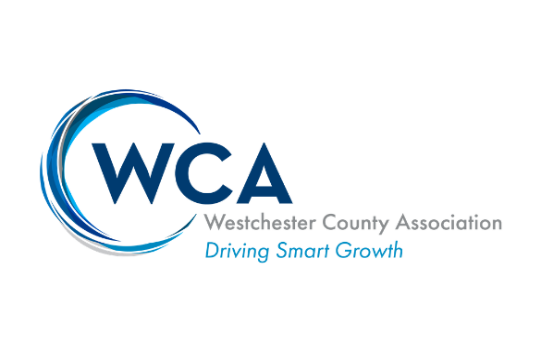 WCA
Westchester County Association
Driving Smart Growth